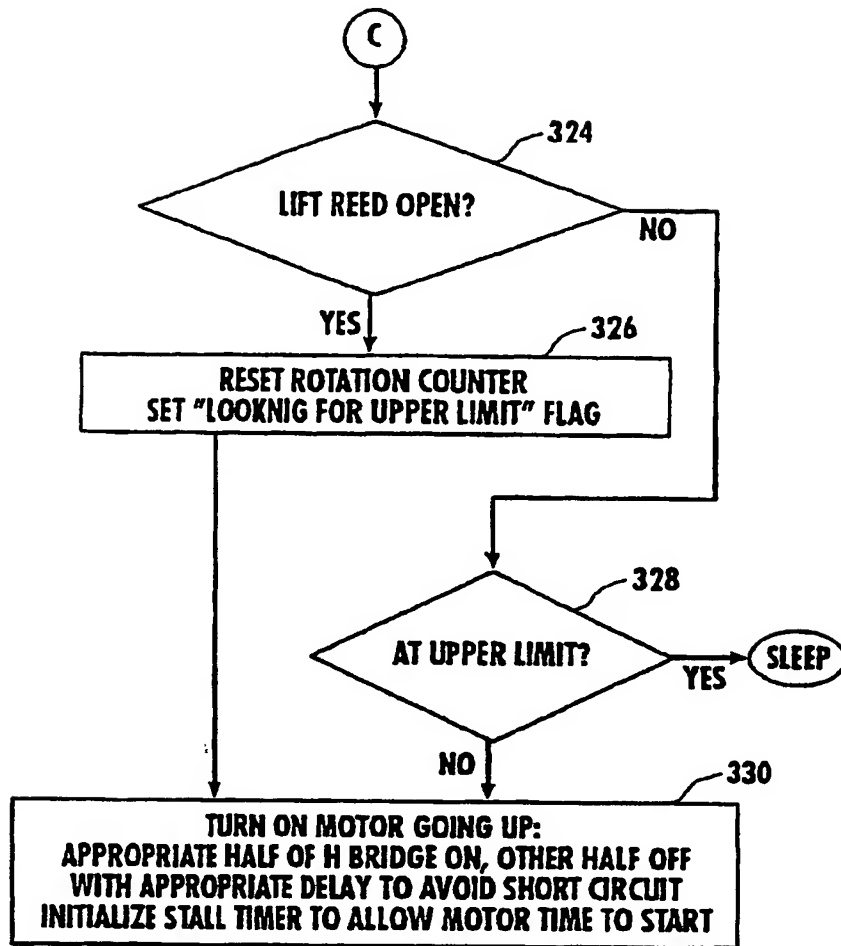 C
324
LIFT REED OPEN?
NO
YES
326
RESET ROTATION COUNTER
SET "LOOKNIG FOR UPPER LIMIT" FLAG
328
AT UPPER LIMIT?
YES
SLEEP
NO
330
TURN ON MOTOR GOING UP:
APPROPRIATE HALF OF H BRIDGE ON, OTHER HALF OFF
WITH APPROPRIATE DELAY TO AVOID SHORT CIRCUIT
INITIALIZE STALL TIMER TO ALLOW MOTOR TIME TO START